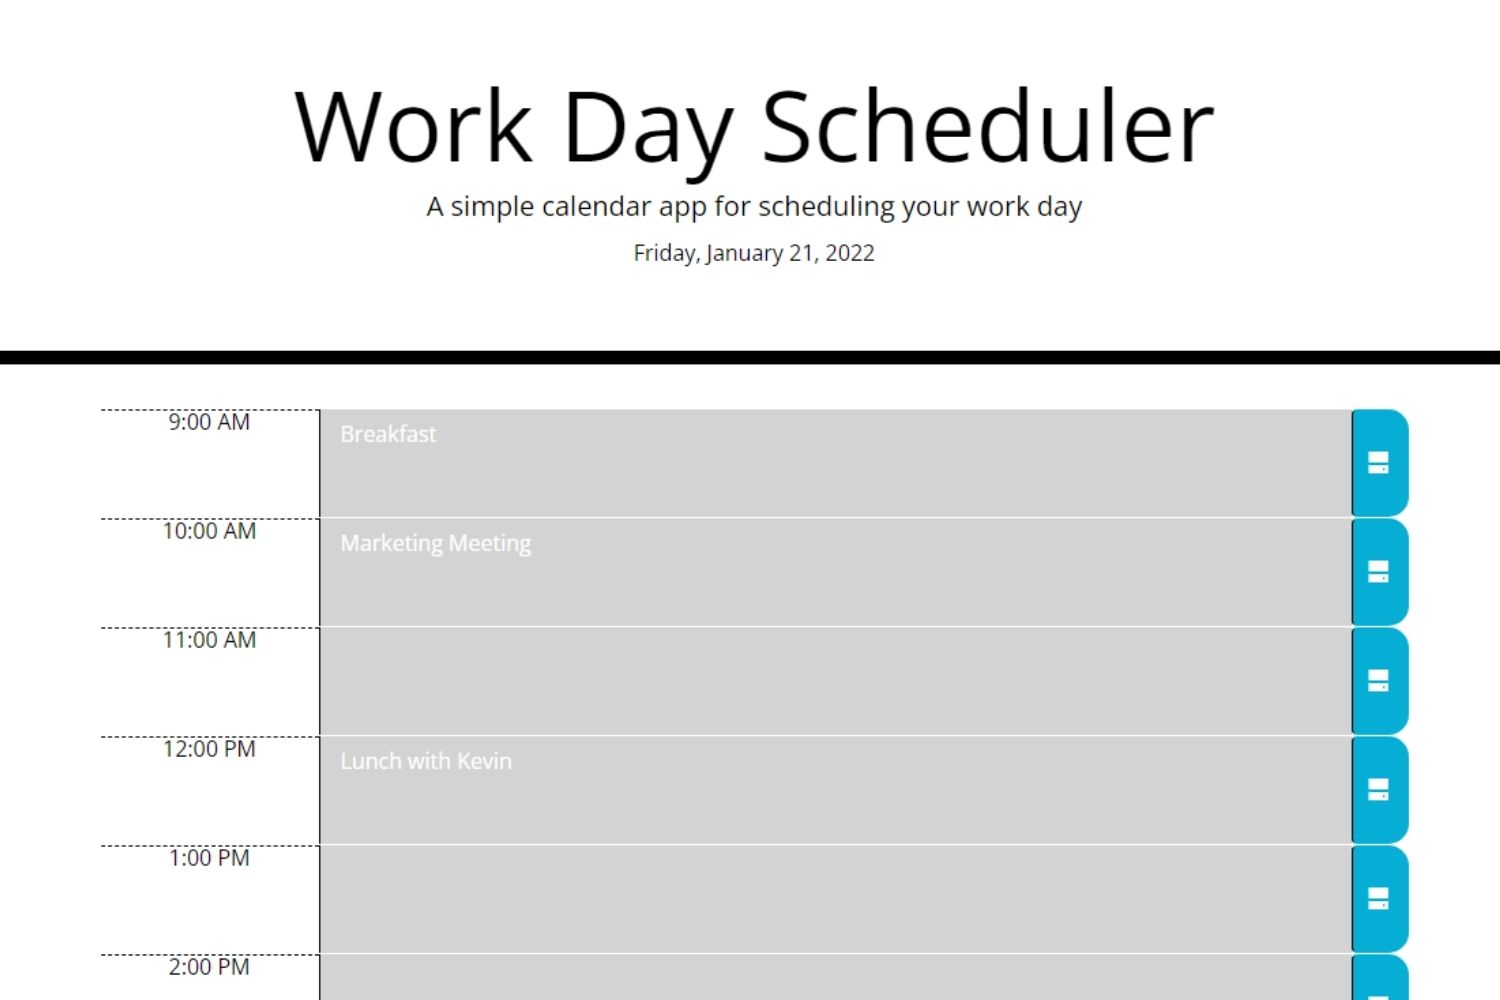 Work Day Scheduler
A simple calendar app for scheduling your work day
Friday, January 21, 2022
9:00 AM
Breakfast
10:00 AM
Marketing Meeting
11:00 AM
12:00 PM
Lunch with Kevin
1:00 PM
2:00 PM